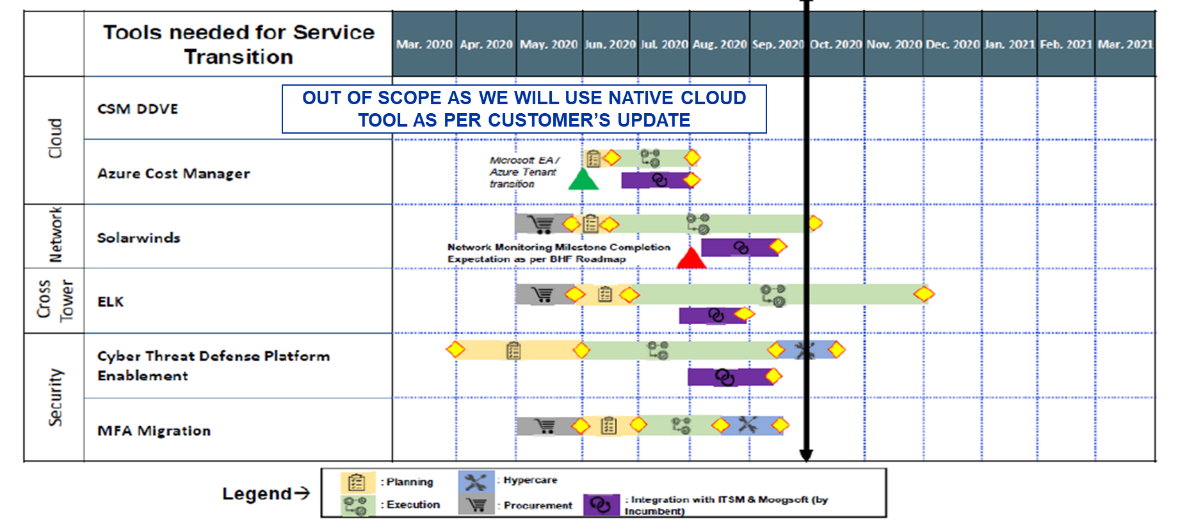 Tools needed for Service
Transition
Mar. 2020 Apr. 2020 May. 2020 Jun. 2020 Jul. 2020 Aug. 2020 Sep. 2020 Oct. 2020 Nov. 2020 Dec. 2020 Jan. 2021 Feb. 2021 Mar. 2021
Cloud
CSM DDVE
OUT OF SCOPE AS WE WILL USE NATIVE CLOUD
TOOL AS PER CUSTOMER'S UPDATE
Azure Cost Manager
Microsoft EA /
Azure Tenant
transition
Network
Solarwinds
Network Monitoring Milestone Completion
Expectation as per BHF Roadmap
Cross
Tower
ELK
Security
Cyber Threat Defense Platform
Enablement
MFA Migration
Legend→
: Planning
: Hypercare
: Execution
: Procurement
: Integration with ITSM & Moogsoft (by
Incumbent)